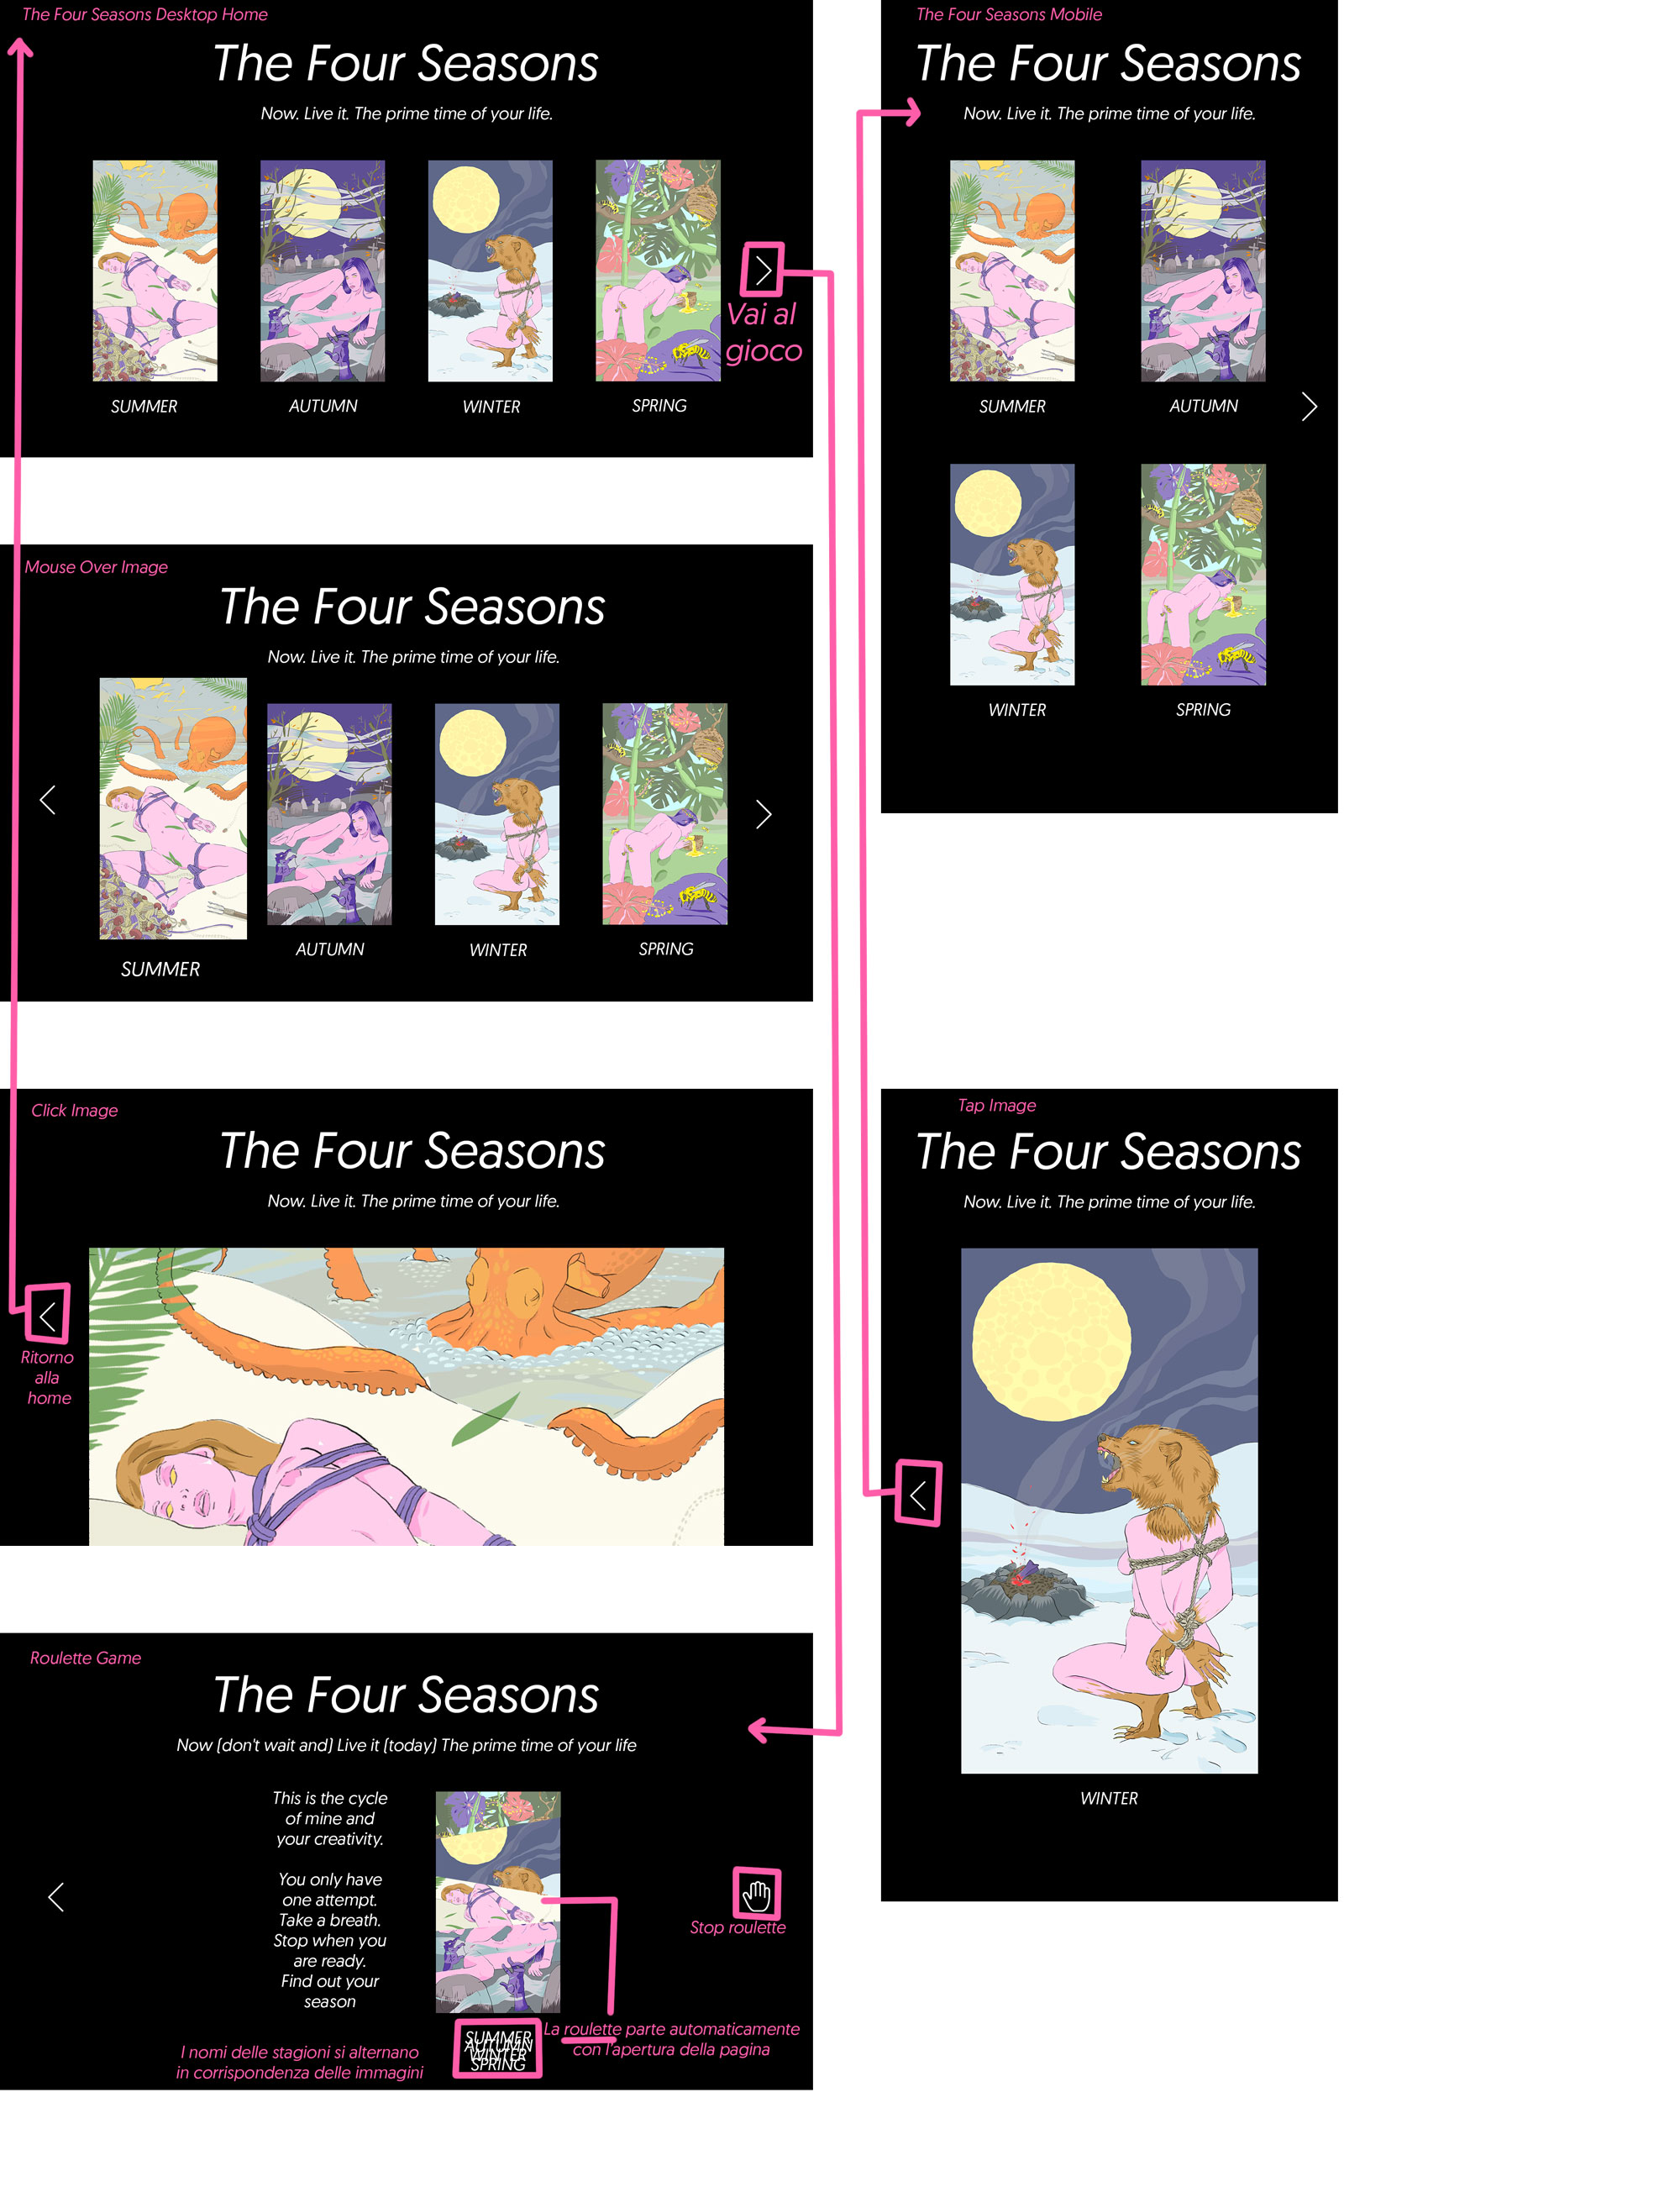 The Four Seasons Desktop Home
The Four Seasons
Now. Live it. The prime time of your life.
SUMMER
AUTUMN
WINTER
SPRING
Vai al
gioco
Mouse Over Image
The Four Seasons
Now. Live it. The prime time of your life.
SUMMER
AUTUMN
WINTER
SPRING
Click Image
The Four Seasons
Now. Live it. The prime time of your life.
Ritorno
alla
home
Roulette Game
The Four Seasons
Now (don't wait and) Live it (today) The prime time of your life
This is the cycle
of mine and
your creativity.
You only have
one attempt.
Take a breath.
Stop when you
are ready.
Find out your
season
Stop roulette
SUMMER
AUTUMN
WINTER
SPRING
La roulette parte automaticamente
con l'apertura della pagina
I nomi delle stagioni si alternano
in corrispondenza delle immagini
The Four Seasons Mobile
The Four Seasons
Now. Live it. The prime time of your life.
SUMMER
AUTUMN
WINTER
SPRING
Tap Image
The Four Seasons
Now. Live it. The prime time of your life.
WINTER